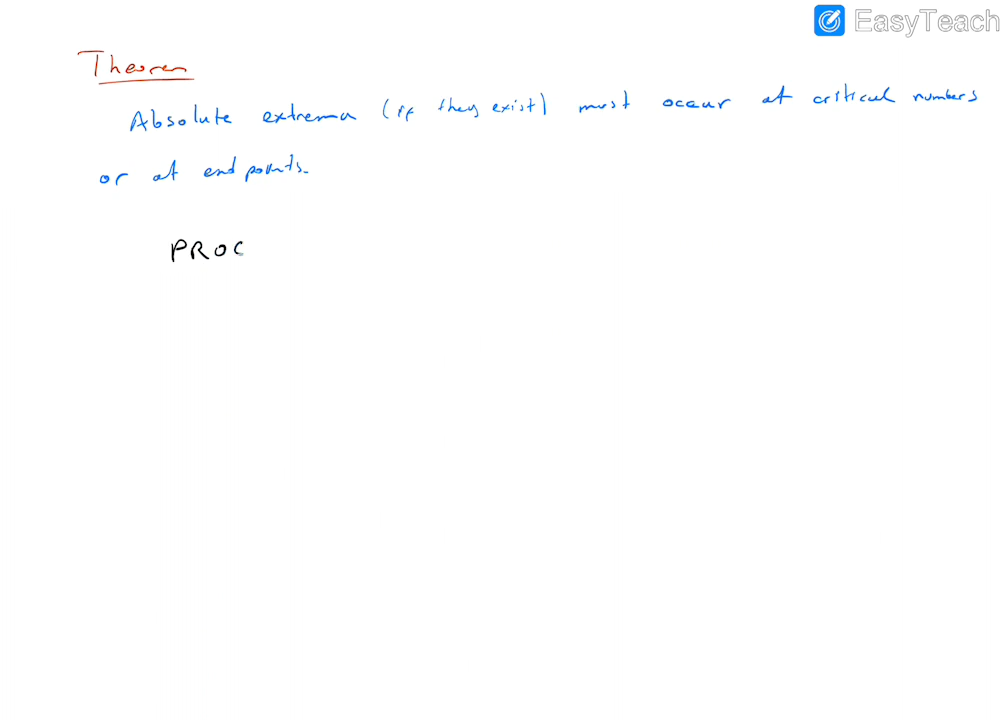 EasyTeach
Theorem
Absolute extrema (if they exist) must occur at critical numbers
or at endpoints.
PROC